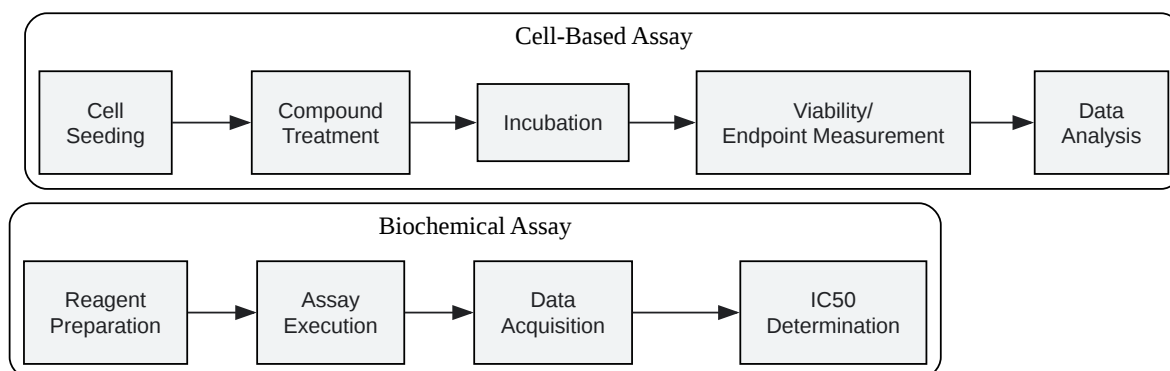 Cell-Based Assay
Cell
Seeding
Compound
Treatment
Incubation
Viability/
Endpoint Measurement
Data
Analysis
Biochemical Assay
Reagent
Preparation
Assay
Execution
Data
Acquisition
IC50
Determination